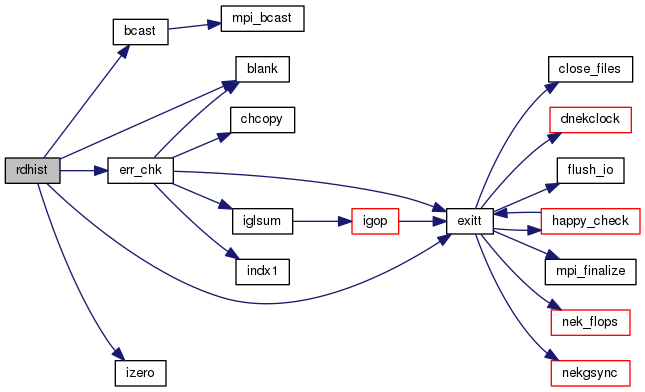 rdhist
bcast
mpi_bcast
blank
err_chk
chcopy
iglsum
igop
indx1
izero
exitt
close_files
dnekclock
flush_io
happy_check
mpi_finalize
nek_flops
nekgsync